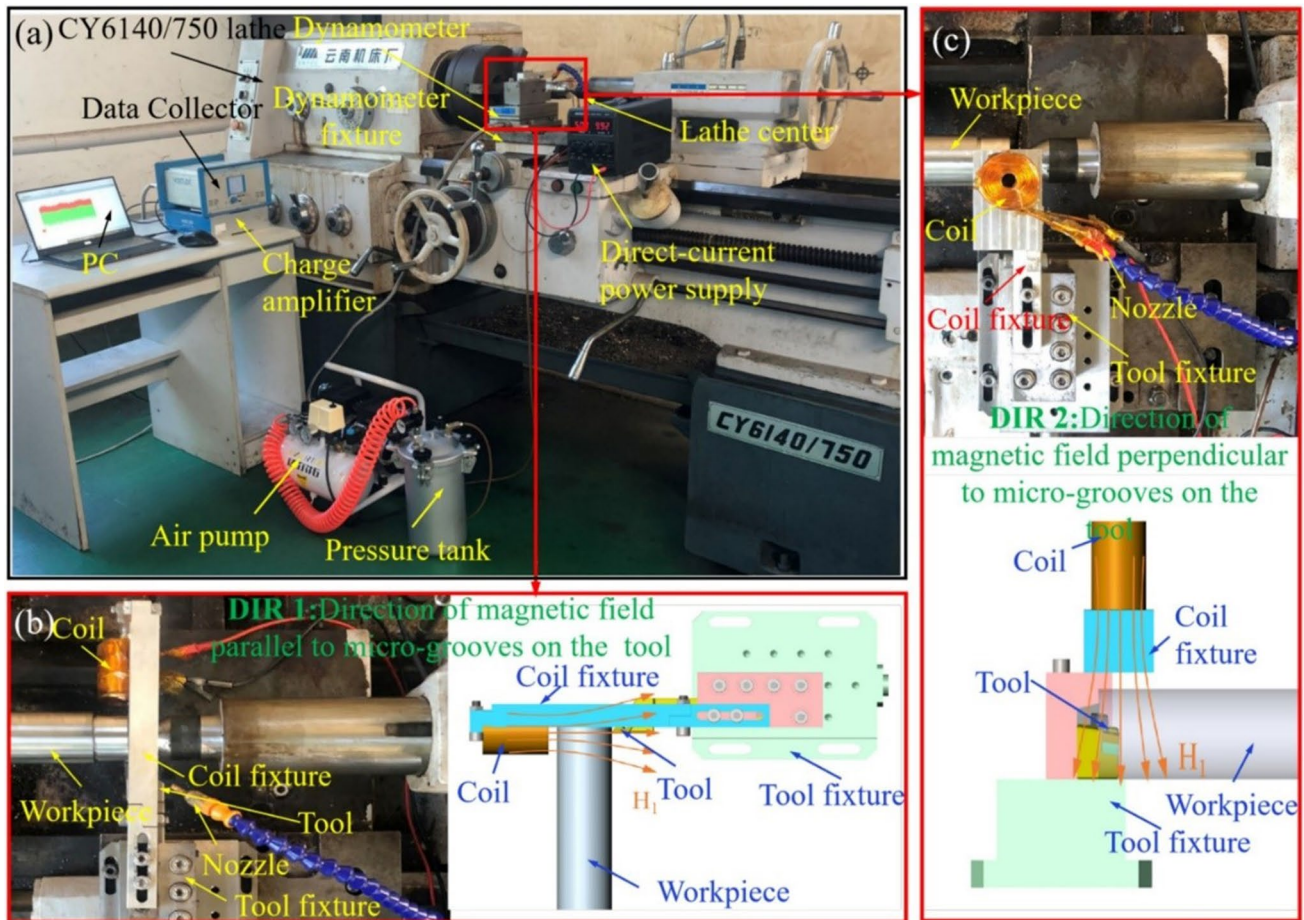 (a)
CY6140/750 lathe
Dynamometer
云南机床厂
Data Collector
Dynamometer
fixture
Lathe center
PC
Charge
amplifier
Direct-current
power supply
CY6140/750
Air pump
Pressure tank
(b)
DIR 1:Direction of magnetic field
parallel to micro-grooves on the tool
Coil
Coil fixture
Workpiece
Tool
Nozzle
Tool fixture
Coil fixture
Coil
H1
Tool
Tool fixture
Workpiece
(c)
Workpiece
Coil
Coil fixture
Nozzle
Tool fixture
DIR 2:Direction of
magnetic field perpendicular
to micro-grooves on the
tool
Coil
Coil
fixture
Tool
H1
Workpiece
Tool fixture